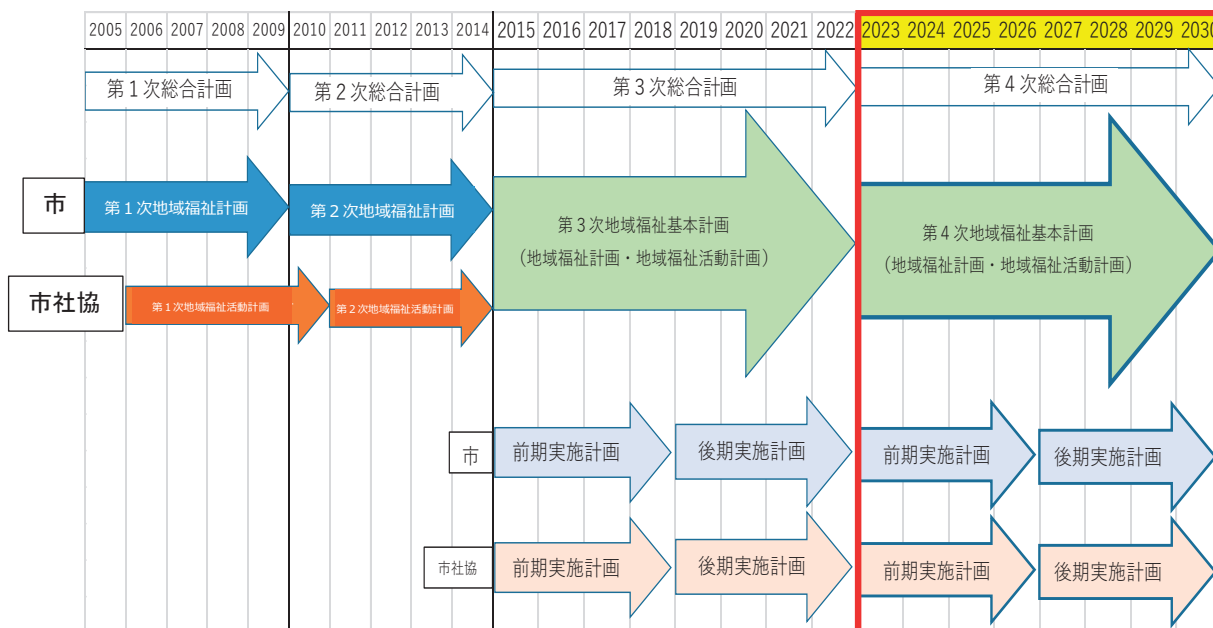 2005 2006 2007 2008 2009 2010 2011 2012 2013 2014 2015 2016 2017 2018 2019 2020 2021 2022 2023 2024 2025 2026 2027 2028 2029 2030
第１次総合計画 第２次総合計画 第３次総合計画 第４次総合計画
市
第１次地域福祉計画 第２次地域福祉計画
第３次地域福祉基本計画
（地域福祉計画・地域福祉活動計画）
第４次地域福祉基本計画
（地域福祉計画・地域福祉活動計画）
市社協
第１次地域福祉活動計画 第２次地域福祉活動計画
市 前期実施計画 後期実施計画 前期実施計画 後期実施計画
市社協 前期実施計画 後期実施計画 前期実施計画 後期実施計画